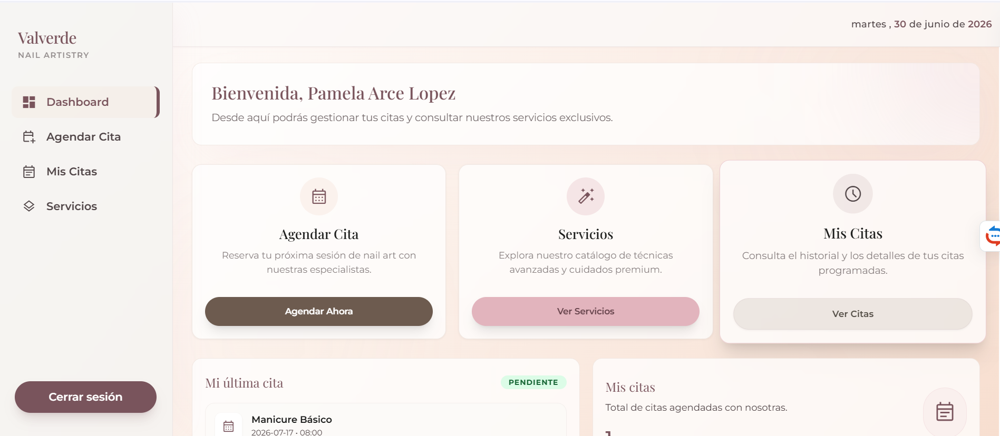 Valverde
NAIL ARTISTRY
Dashboard
Agendar Cita
Mis Citas
Servicios
Cerrar sesión
martes , 30 de junio de 2026
Bienvenida, Pamela Arce Lopez
Desde aquí podrás gestionar tus citas y consultar nuestros servicios exclusivos.
Agendar Cita
Reserva tu próxima sesión de nail art con
nuestras especialistas.
Agendar Ahora
Servicios
Explora nuestro catálogo de técnicas
avanzadas y cuidados premium.
Ver Servicios
Mis Citas
Consulta el historial y los detalles de tus citas
programadas.
Ver Citas
Mi última cita
PENDIENTE
Manicure Básico
2026-07-17 • 08:00
Mis citas
Total de citas agendadas con nosotras.